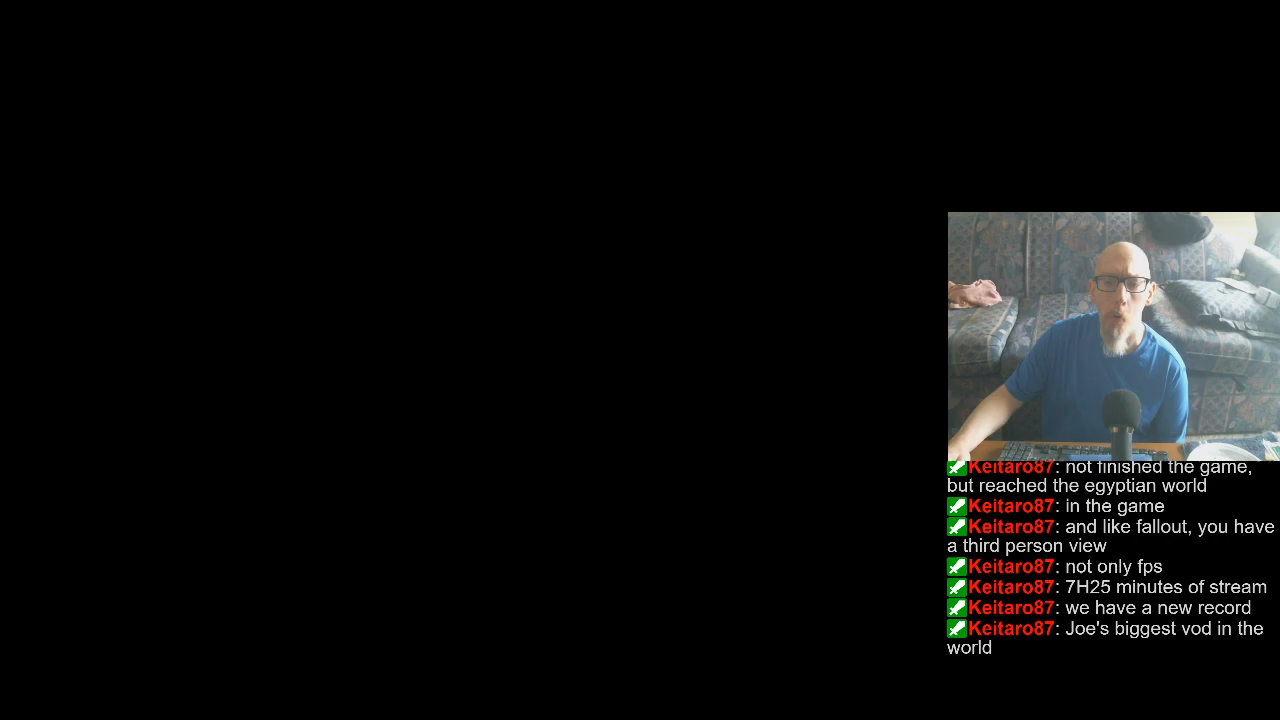 Keitaro87: not finished the game,
but reached the egyptian world
Keitaro87: in the game
Keitaro87: and like fallout, you have
a third person view
Keitaro87: not only fps
Keitaro87: 7H25 minutes of stream
Keitaro87: we have a new record
Keitaro87: Joe's biggest vod in the
world